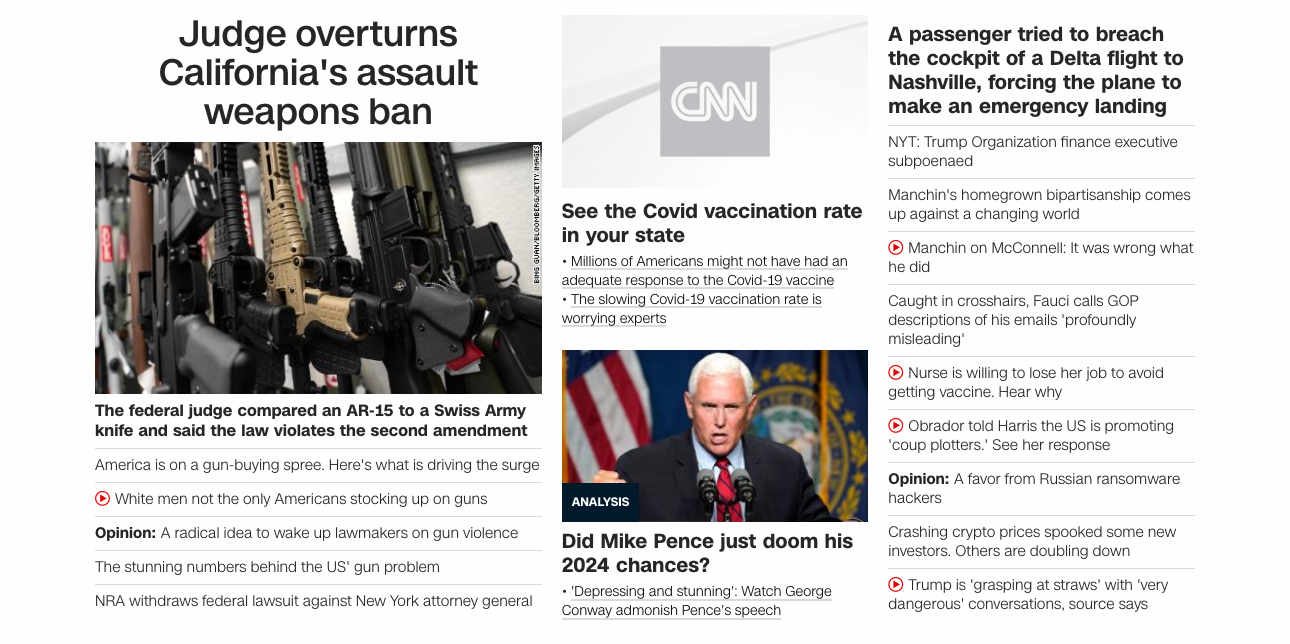 Judge overturns
California's assault
weapons ban
BING GUAN/BLOOMBERG/GETTY IMAGES
The federal judge compared an AR-15 to a Swiss Army
knife and said the law violates the second amendment
America is on a gun-buying spree. Here's what is driving the surge
White men not the only Americans stocking up on guns
Opinion: A radical idea to wake up lawmakers on gun violence
The stunning numbers behind the US' gun problem
NRA withdraws federal lawsuit against New York attorney general
CNN
See the Covid vaccination rate
in your state
• Millions of Americans might not have had an
adequate response to the Covid-19 vaccine
• The slowing Covid-19 vaccination rate is
worrying experts
ANALYSIS
Did Mike Pence just doom his
2024 chances?
• 'Depressing and stunning': Watch George
Conway admonish Pence's speech
A passenger tried to breach
the cockpit of a Delta flight to
Nashville, forcing the plane to
make an emergency landing
NYT: Trump Organization finance executive
subpoenaed
Manchin's homegrown bipartisanship comes
up against a changing world
Manchin on McConnell: It was wrong what
he did
Caught in crosshairs, Fauci calls GOP
descriptions of his emails 'profoundly
misleading'
Nurse is willing to lose her job to avoid
getting vaccine. Hear why
Obrador told Harris the US is promoting
'coup plotters.' See her response
Opinion: A favor from Russian ransomware
hackers
Crashing crypto prices spooked some new
investors. Others are doubling down
Trump is 'grasping at straws' with 'very
dangerous' conversations, source says